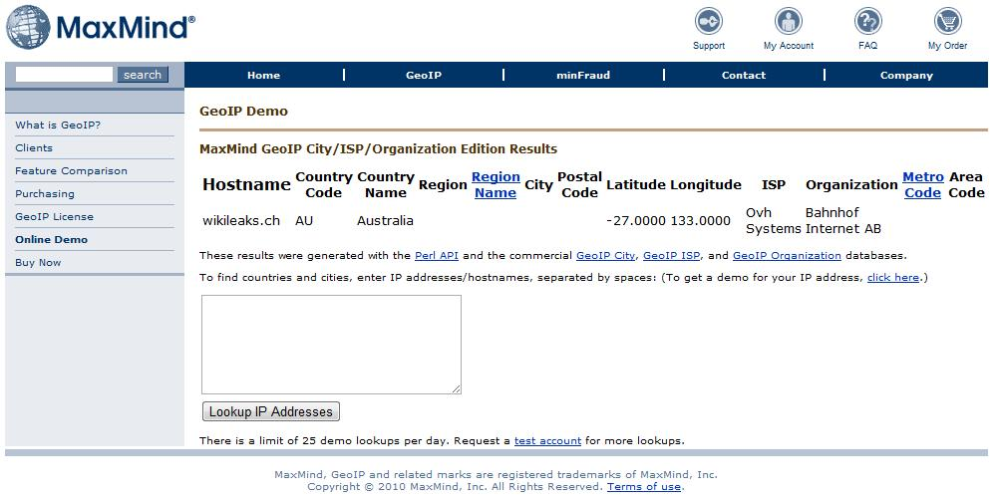 MaxMind®
Support My Account FAQ My Order
search Home GeoIP minFraud Contact Company
What is GeoIP?
Clients
Feature Comparison
Purchasing
GeoIP License
Online Demo
Buy Now
GeoIP Demo
MaxMind GeoIP City/ISP/Organization Edition Results
Hostname Country Code Country Name Region Region Name City Postal Code Latitude Longitude ISP Organization Metro Code Area Code
wikileaks.ch AU Australia -27.0000 133.0000 Ovh Systems Bahnhof Internet AB
These results were generated with the Perl API and the commercial GeoIP City, GeoIP ISP, and GeoIP Organization databases.
To find countries and cities, enter IP addresses/hostnames, separated by spaces: (To get a demo for your IP address, click here.)
Lookup IP Addresses
There is a limit of 25 demo lookups per day. Request a test account for more lookups.
MaxMind, GeoIP and related marks are registered trademarks of MaxMind, Inc.
Copyright © 2010 MaxMind, Inc. All Rights Reserved. Terms of use.